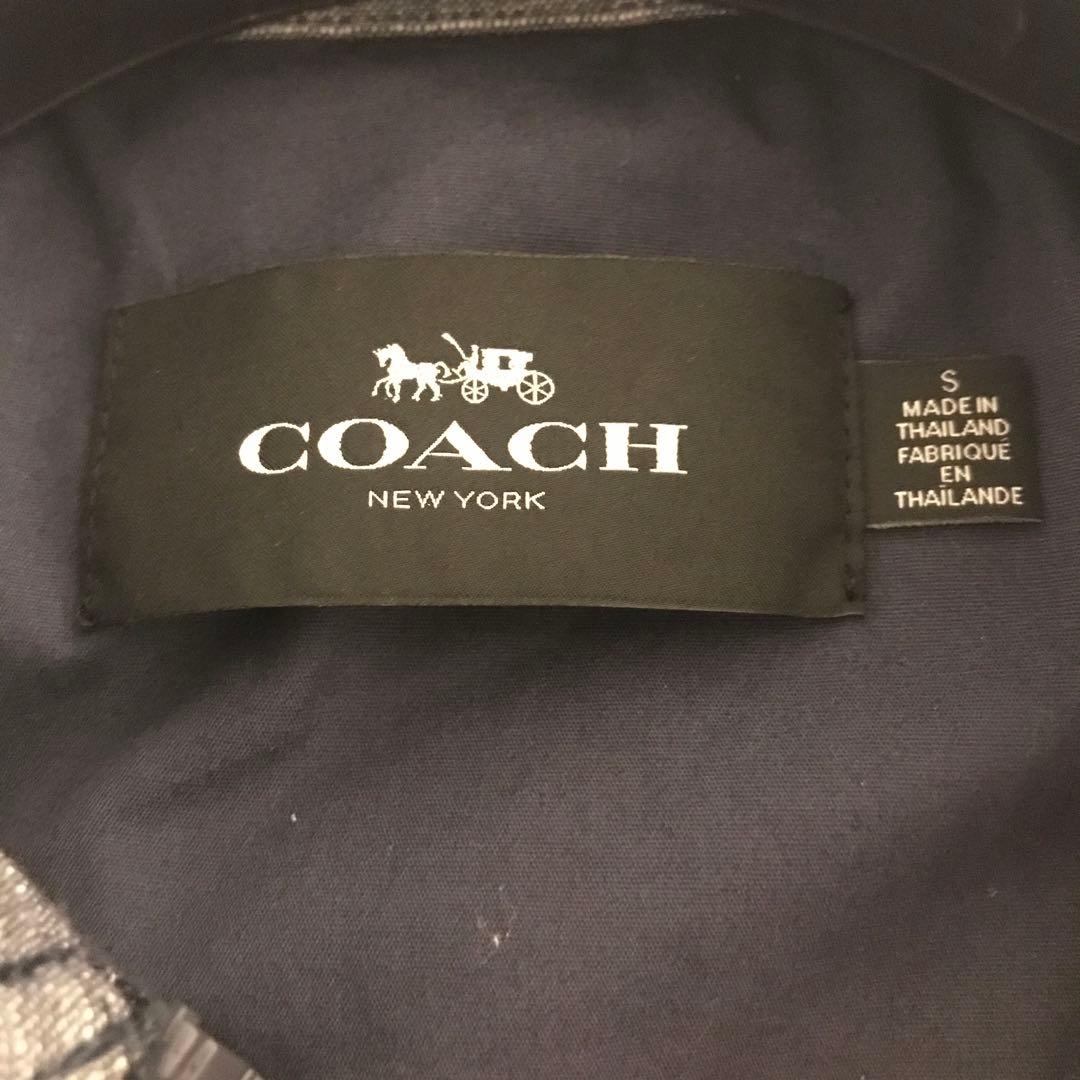 COACH
NEW YORK
S
MADE IN
THAILAND
FABRIQUÉ
EN
THAÏLANDE